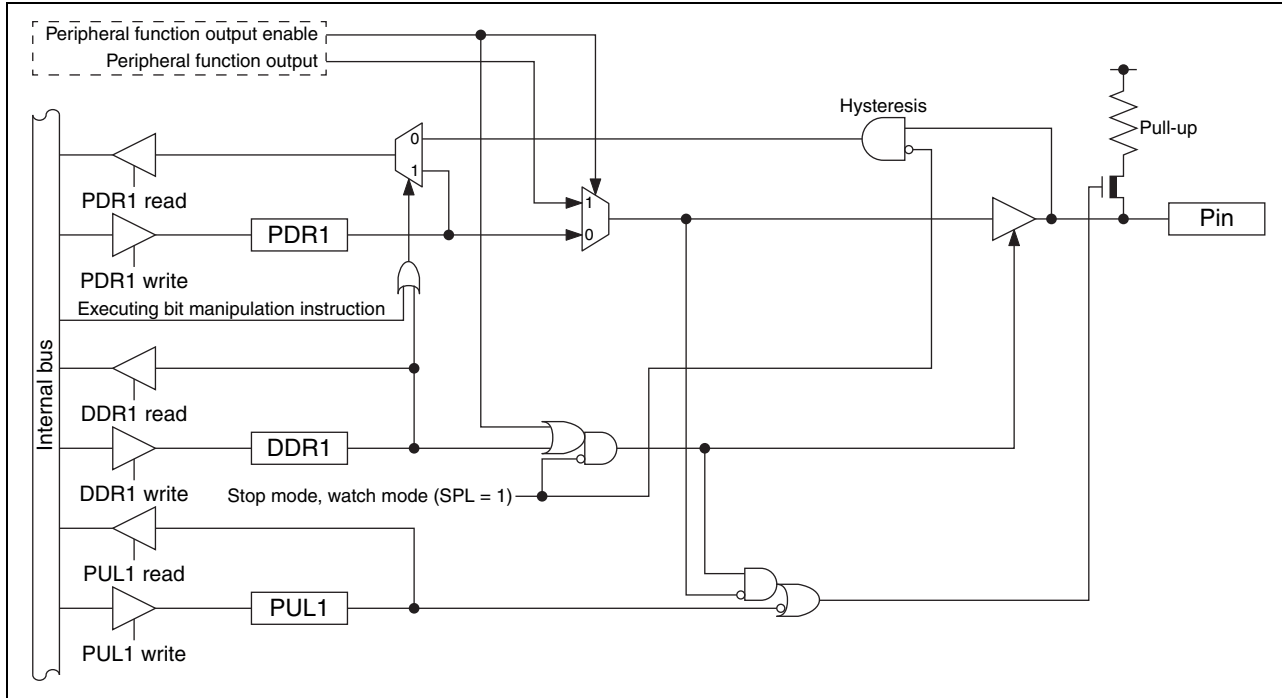 Peripheral function output enable
Peripheral function output
Hysteresis
Pull-up
0
1
PDR1 read
1
0
Pin
PDR1
PDR1 write
Executing bit manipulation instruction
Internal bus
DDR1 read
DDR1
DDR1 write
Stop mode, watch mode (SPL = 1)
PUL1 read
PUL1
PUL1 write